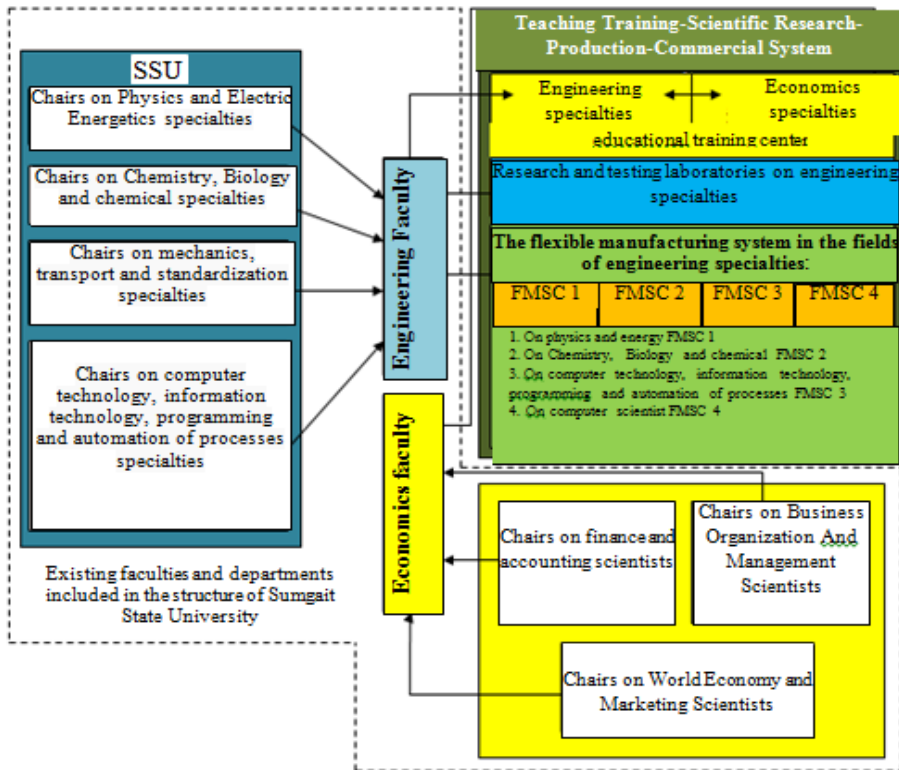 SSU
Chairs on Physics and Electric
Energetics specialties
Chairs on Chemistry, Biology
and chemical specialties
Chairs on mechanics,
transport and standardization
specialties
Chairs on computer
technology, information
technology, programming
and automation of processes
specialties
Existing faculties and departments
included in the structure of Sumgait
State University
Engineering Faculty
Economics faculty
Teaching Training-Scientific Research-
Production-Commercial System
Engineering
specialties
Economics
specialties
educational training center
Research and testing laboratories on engineering
specialties
The flexible manufacturing system in the fields
of engineering specialties:
FMSC 1
FMSC 2
FMSC 3
FMSC 4
1. On physics and energy FMSC 1
2. On Chemistry, Biology and chemical FMSC 2
3. On computer technology, information technology,
programming and automation of processes FMSC 3
4. On computer scientist FMSC 4
Chairs on finance and
accounting scientists
Chairs on Business
Organization And
Management
Scientists
Chairs on World Economy and
Marketing Scientists